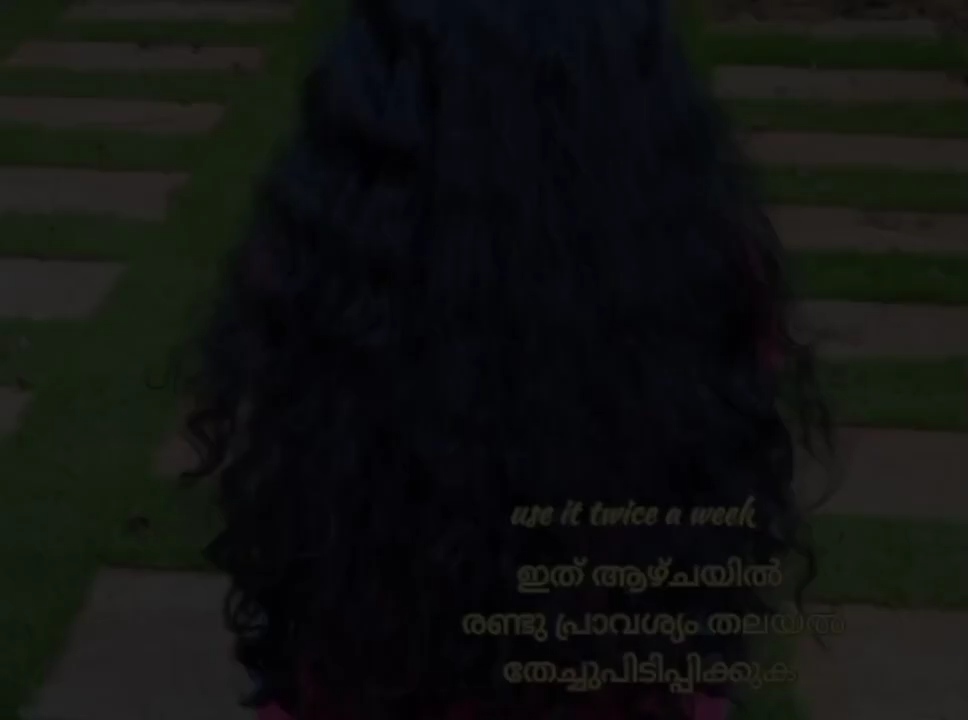 use it twice a week
ഇത് ആഴ്ചയിൽ
രണ്ടു പ്രാവശ്യം തലയിൽ
തേച്ചുപിടിപ്പിക്കുക